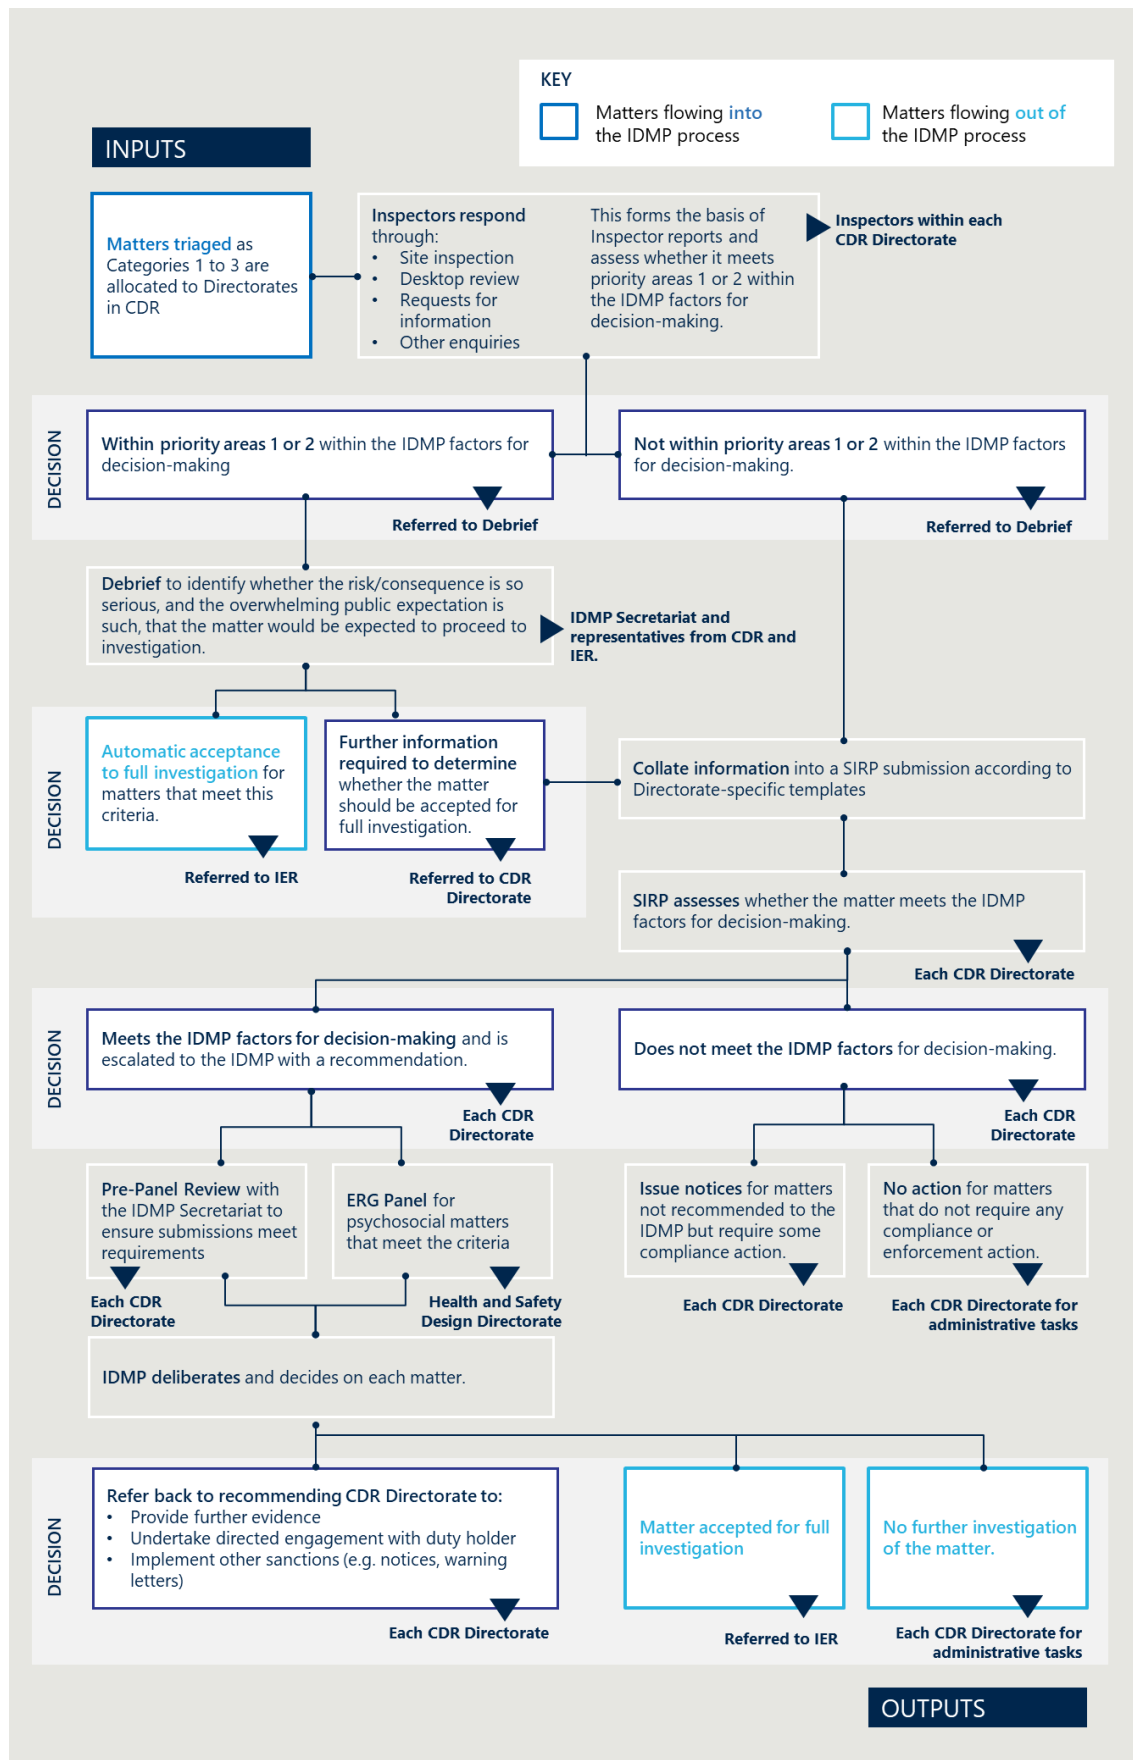 KEY
Matters flowing into
the IDMP process
Matters flowing out of
the IDMP process
INPUTS
Matters triaged as
Categories 1 to 3 are
allocated to Directorates
in CDR
Inspectors respond
through:
• Site inspection
• Desktop review
• Requests for
information
• Other enquiries
This forms the basis of
Inspector reports and
assess whether it meets
priority areas 1 or 2 within
the IDMP factors for
decision-making.
Inspectors within each
CDR Directorate
DECISION
Within priority areas 1 or 2 within the IDMP factors for
decision-making
Referred to Debrief
Not within priority areas 1 or 2 within the IDMP factors
for decision-making.
Referred to Debrief
Debrief to identify whether the risk/consequence is so
serious, and the overwhelming public expectation is
such, that the matter would be expected to proceed to
investigation.
IDMP Secretariat and
representatives from CDR and
IER.
DECISION
Automatic acceptance
to full investigation for
matters that meet this
criteria.
Referred to IER
Further information
required to determine
whether the matter
should be accepted for
full investigation.
Referred to CDR
Directorate
Collate information into a SIRP submission according to
Directorate-specific templates
SIRP assesses whether the matter meets the IDMP
factors for decision-making.
Each CDR Directorate
DECISION
Meets the IDMP factors for decision-making and is
escalated to the IDMP with a recommendation.
Each CDR
Directorate
Does not meet the IDMP factors for decision-making.
Each CDR
Directorate
Pre-Panel Review with
the IDMP Secretariat to
ensure submissions meet
requirements
Each CDR
Directorate
ERG Panel for
psychosocial matters
that meet the criteria
Health and Safety
Design Directorate
Issue notices for matters
not recommended to the
IDMP but require some
compliance action.
Each CDR Directorate
No action for matters
that do not require any
compliance or
enforcement action.
Each CDR Directorate for
administrative tasks
IDMP deliberates and decides on each matter.
DECISION
Refer back to recommending CDR Directorate to:
• Provide further evidence
• Undertake directed engagement with duty holder
• Implement other sanctions (e.g. notices, warning
letters)
Each CDR Directorate
Matter accepted for full
investigation
Referred to IER
No further investigation
of the matter.
Each CDR Directorate for
administrative tasks
OUTPUTS